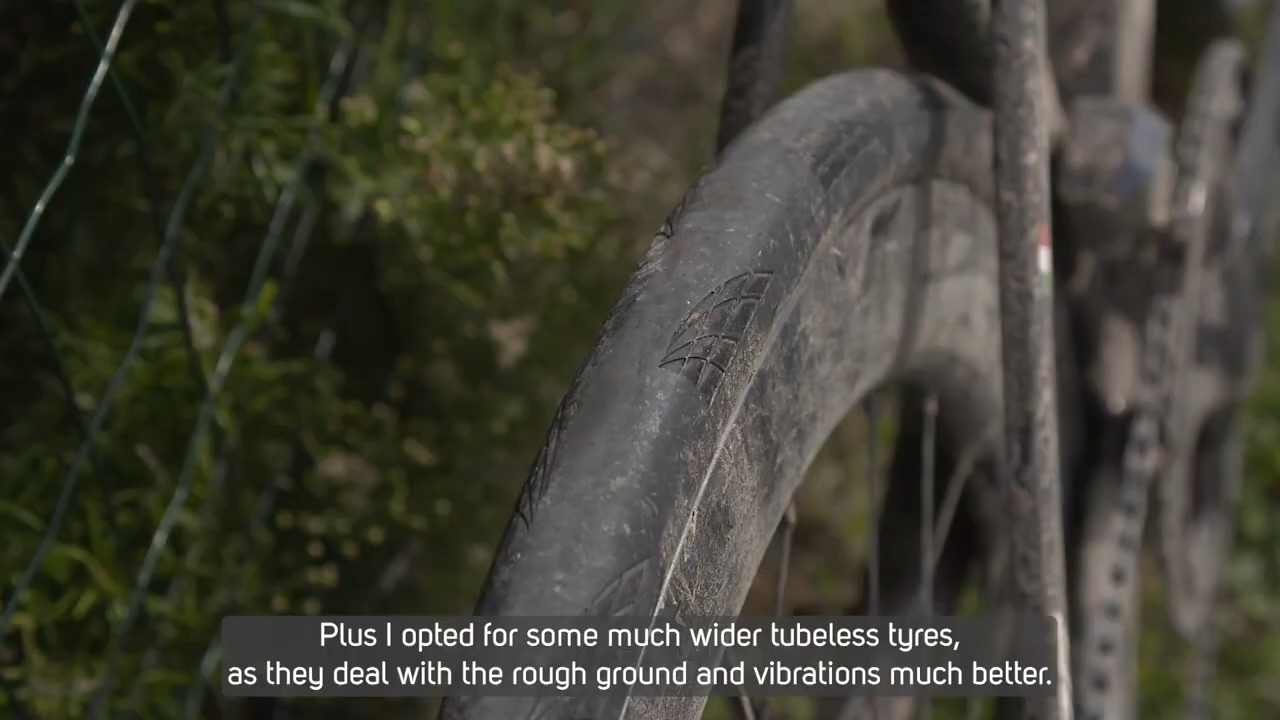 Plus I opted for some much wider tubeless tyres,
as they deal with the rough ground and vibrations much better.